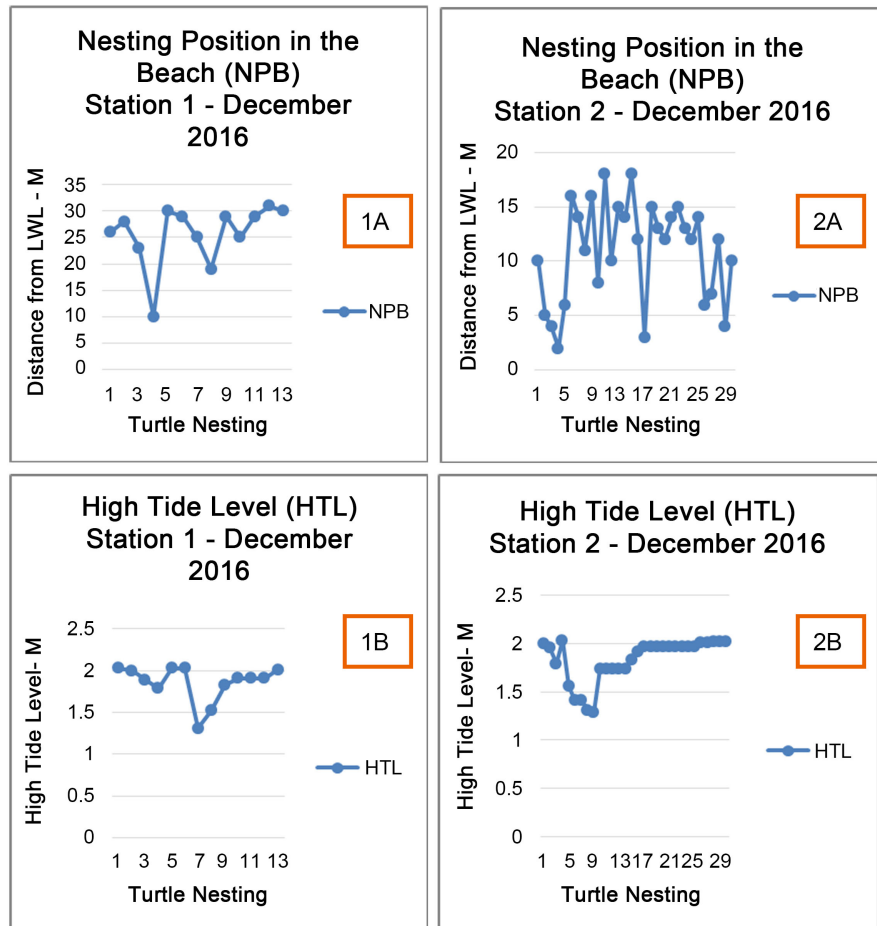 Nesting Position in the
Beach (NPB)
Station 1 - December
2016
Distance from LWL - M
35
30
25
20
10
5
0
1A
NPB
1 3 5 7 9 11 13
Turtle Nesting
Nesting Position in the
Beach (NPB)
Station 2 - December 2016
Distance from LWL - M
20
15
10
5
0
2A
NPB
1 5 9 13 17 21 25 29
Turtle Nesting
High Tide Level (HTL)
Station 1 - December
2016
High Tide Level- M
2.5
2
1.5
1
0.5
0
1B
HTL
1 3 5 7 9 11 13
Turtle Nesting
High Tide Level (HTL)
Station 2 - December 2016
High Tide Level - M
2.5
2
1.5
1
0.5
0
2B
HTL
1 5 9 1317 2125 29
Turtle Nesting